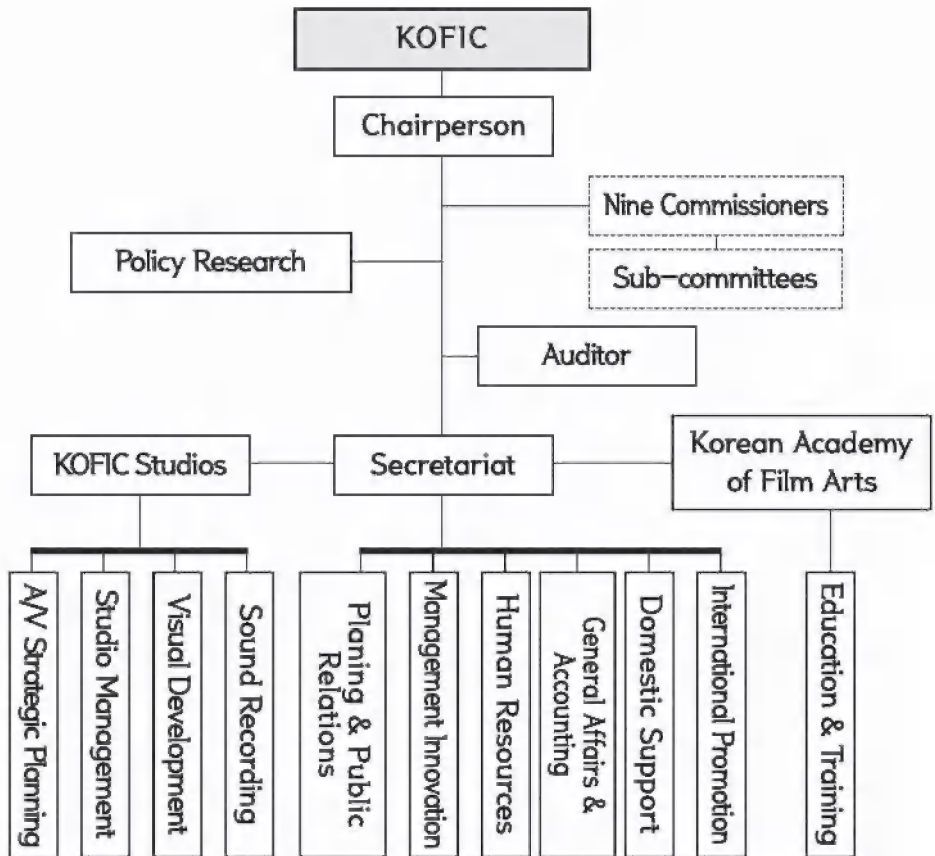 KOFIC
Chairperson
Nine Commissioners
Policy Research
Sub-committees
Auditor
KOFIC Studios
Secretariat
Korean Academy
of Film Arts
A/V Strategic Planning
Studio Management
Visual Development
Sound Recording
Planing & Public
Relations
Management Innovation
Human Resources
General Affairs &
Accounting
Domestic Support
International Promotion
Education & Training